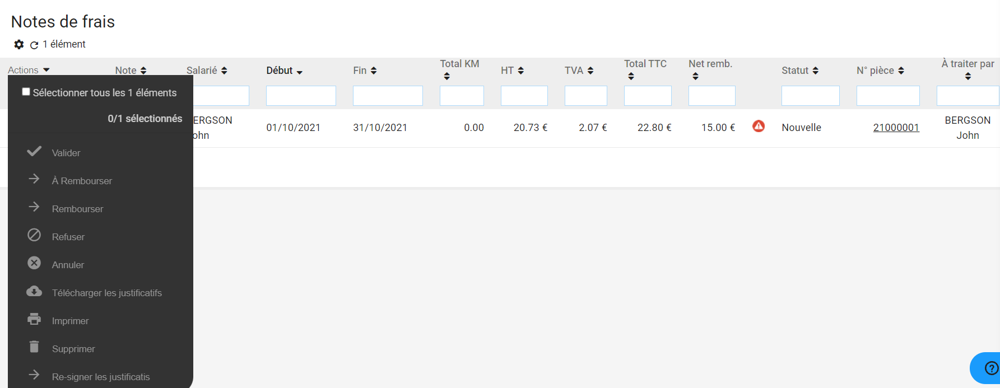 Notes de frais
1 élément
Actions Note Salarié Début Fin Total KM HT TVA Total TTC Net remb. Statut N° pièce À traiter par
Sélectionner tous les 1 éléments
0/1 sélectionnés
ERGSON
ohn
01/10/2021 31/10/2021 0.00 20.73 € 2.07 € 22.80 € 15.00 € Nouvelle 21000001
BERGSON
John
Valider
À Rembourser
Rembourser
Refuser
Annuler
Télécharger les justificatifs
Imprimer
Supprimer
Re-signer les justificatis